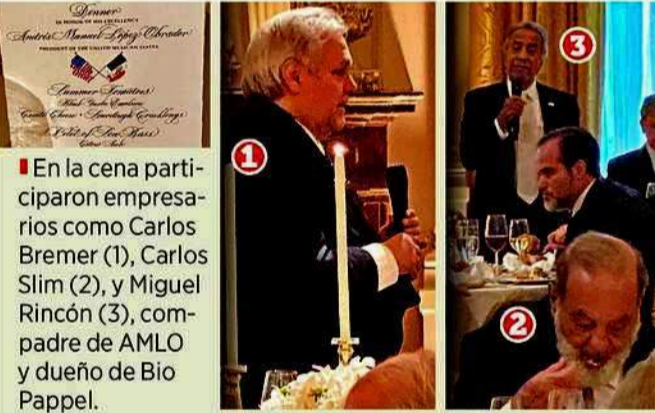 Dinner
IN HONOR OF HIS EXCELLENCY
Andrés Manuel López Obrador
PRESIDENT OF THE UNITED MEXICAN STATES
Summer Tomatoes
En la cena parti-
ciparon empresa-
rios como Carlos
Bremer (1), Carlos
Slim (2), y Miguel
Rincón (3), com-
padre de AMLO
y dueño de Bio
Pappel.
1
3
2